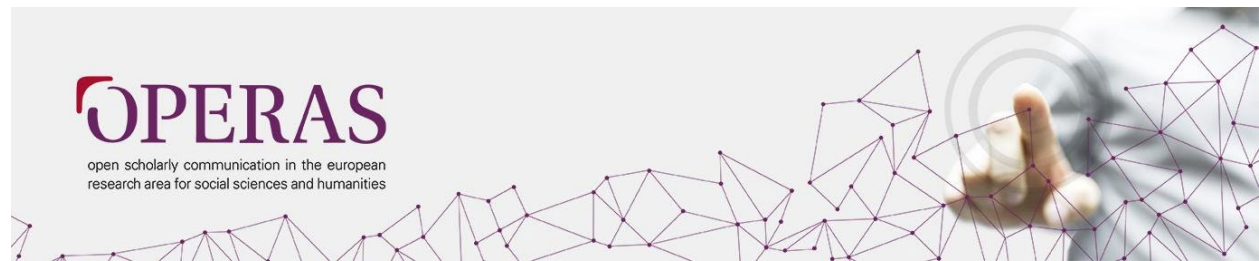 OPERAS
open scholarly communication in the european
research area for social sciences and humanities